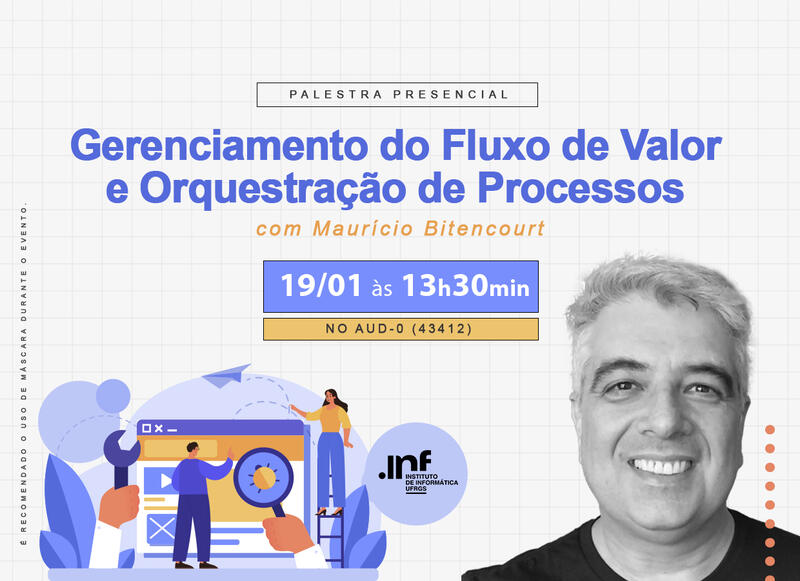 PALESTRA PRESENCIAL
Gerenciamento do Fluxo de Valor
e Orquestração de Processos
com Maurício Bitencourt
19/01 às 13h30min
NO AUD-0 (43412)
É RECOMENDADO O USO DE MÁSCARA DURANTE O EVENTO.
.inf
INSTITUTO
DE INFORMÁTICA
UFRGS